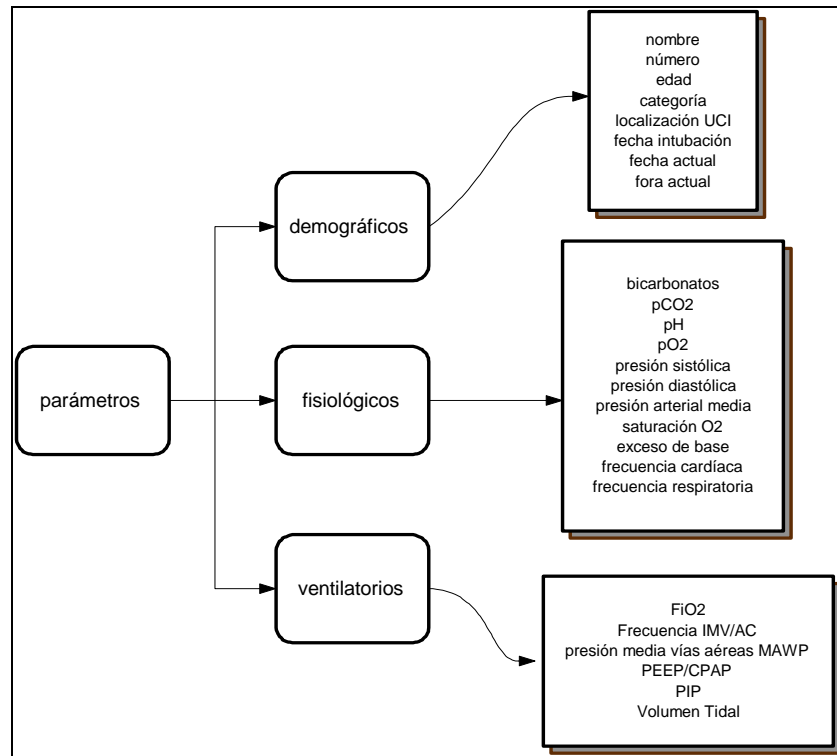 parámetros
demográficos
nombre
número
edad
categoría
localización UCI
fecha intubación
fecha actual
fora actual
fisiológicos
bicarbonatos
pCO2
pH
pO2
presión sistólica
presión diastólica
presión arterial media
saturación O2
exceso de base
frecuencia cardíaca
frecuencia respiratoria
ventilatorios
FiO2
Frecuencia IMV/AC
presión media vías aéreas MAWP
PEEP/CPAP
PIP
Volumen Tidal